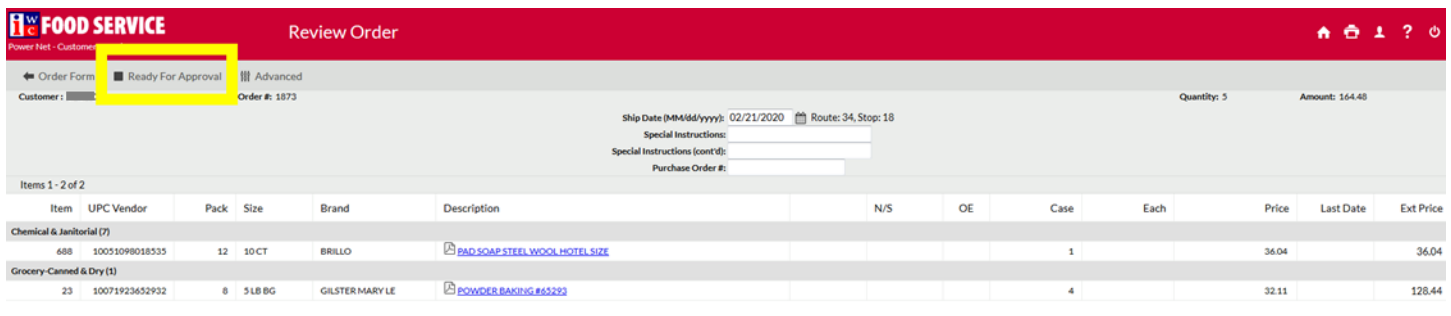 iwc FOOD SERVICE
Review Order
Power Net - Custome
?
Order Form Ready For Approval Advanced
Customer : Order #: 1873 Quantity: 5 Amount: 164.48
Ship Date (MM/dd/yyyy): 02/21/2020 Route: 34, Stop: 18
Special Instructions:
Special Instructions (cont'd):
Purchase Order #:
Items 1 - 2 of 2
Item UPC Vendor Pack Size Brand Description N/S OE Case Each Price Last Date Ext Price
Chemical & Janitorial (7)
688 10051098018535 12 10 CT BRILLO PAD SOAP STEEL WOOL HOTEL SIZE 1 36.04 36.04
Grocery-Canned & Dry (1)
23 10071923652932 8 5 LB BG GILSTER MARY LE POWDER BAKING #65293 4 32.11 128.44